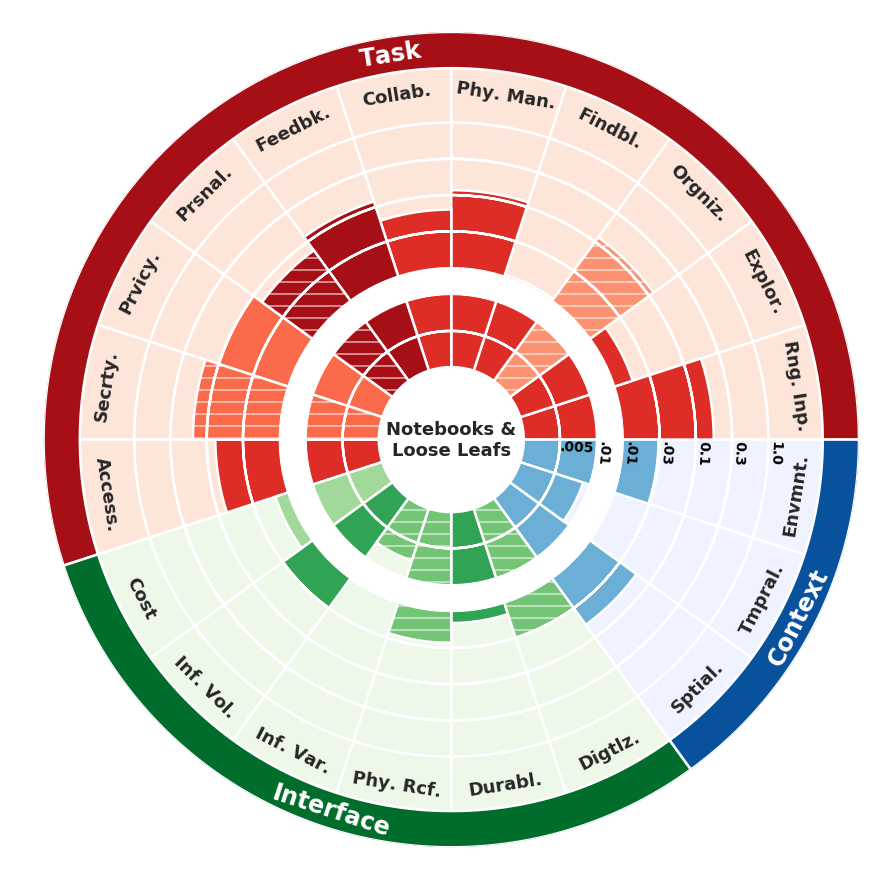 Task
Collab.
Phy. Man.
Feedbk.
Findbl.
Prsnal.
Orgniz.
Prvicy.
Explor.
Secrty.
Rng. Inp.
Notebooks &
Loose Leafs
.005
.01
.01
.03
0.1
0.3
1.0
Access.
Envmnt.
Cost
Tmpral.
Context
Inf. Vol.
Sptial.
Inf. Var.
Digtlz.
Phy. Rcf.
Durabl.
Interface